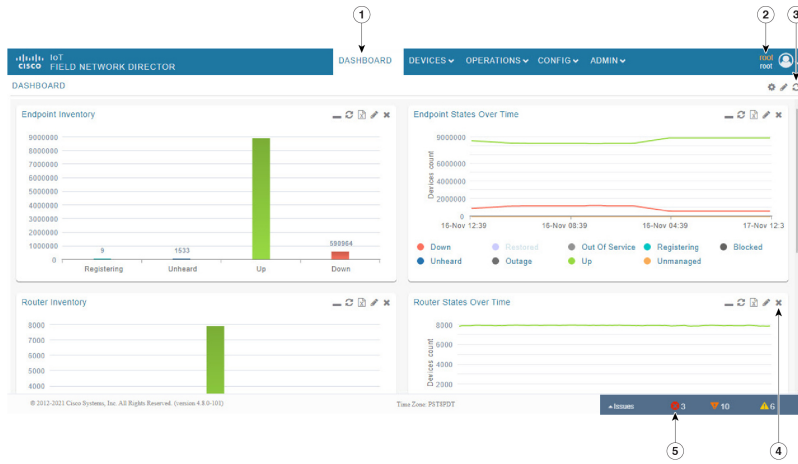 1
2
3
IoT
CISCO FIELD NETWORK DIRECTOR
DASHBOARD DEVICES OPERATIONS CONFIG ADMIN
root
root
DASHBOARD
Endpoint Inventory
9000000
8000000
7000000
6000000
5000000
4000000
3000000
2000000
1000000
0
9
1533
598964
Registering Unheard Up Down
Endpoint States Over Time
Devices count
9000000
6000000
4000000
2000000
0
16-Nov 12:39 16-Nov 08:39 16-Nov 04:39 17-Nov 12:3
Down Restored Out Of Service Registering Blocked
Unheard Outage Up Unmanaged
Router Inventory
8000
7000
6000
5000
4000
Router States Over Time
Devices count
8000
6000
4000
2000
© 2012-2021 Cisco Systems, Inc. All Rights Reserved. (version 4.8.0-101)
Time Zone: PST8PDT
Issues 3 10 6
5
4